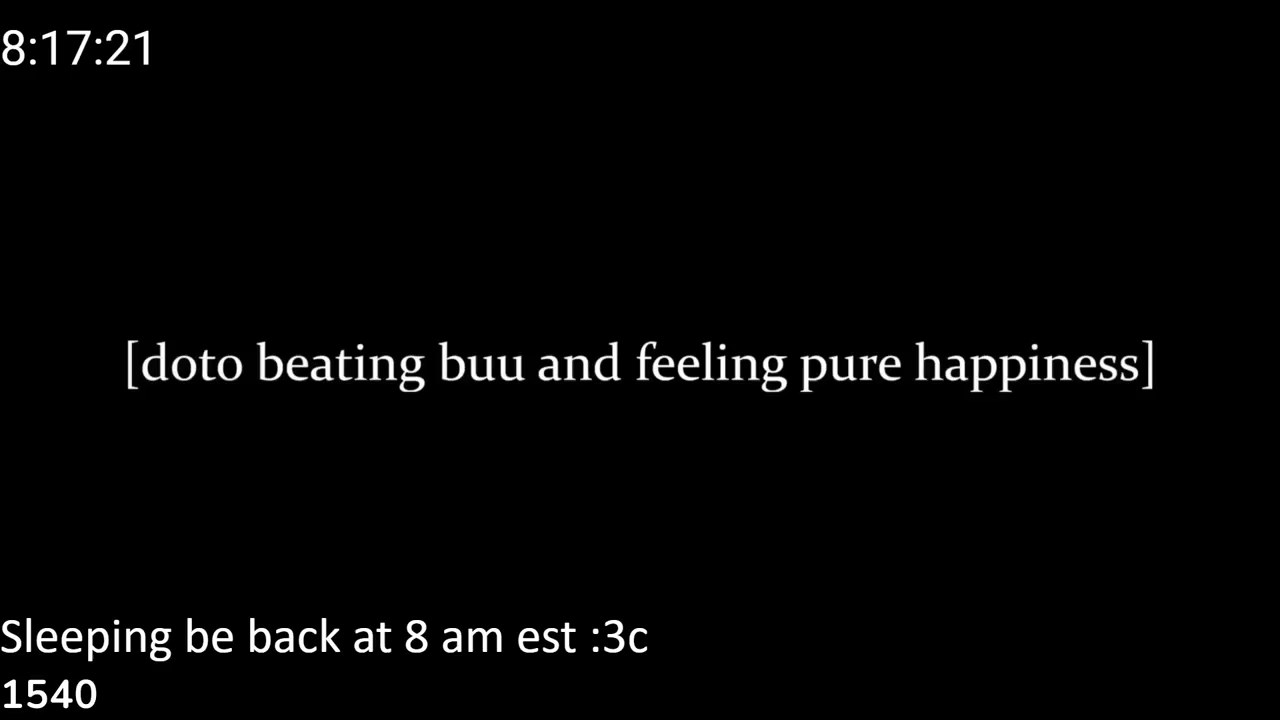 8:17:21
[doto beating buu and feeling pure happiness]
Sleeping be back at 8 am est :3c
1540